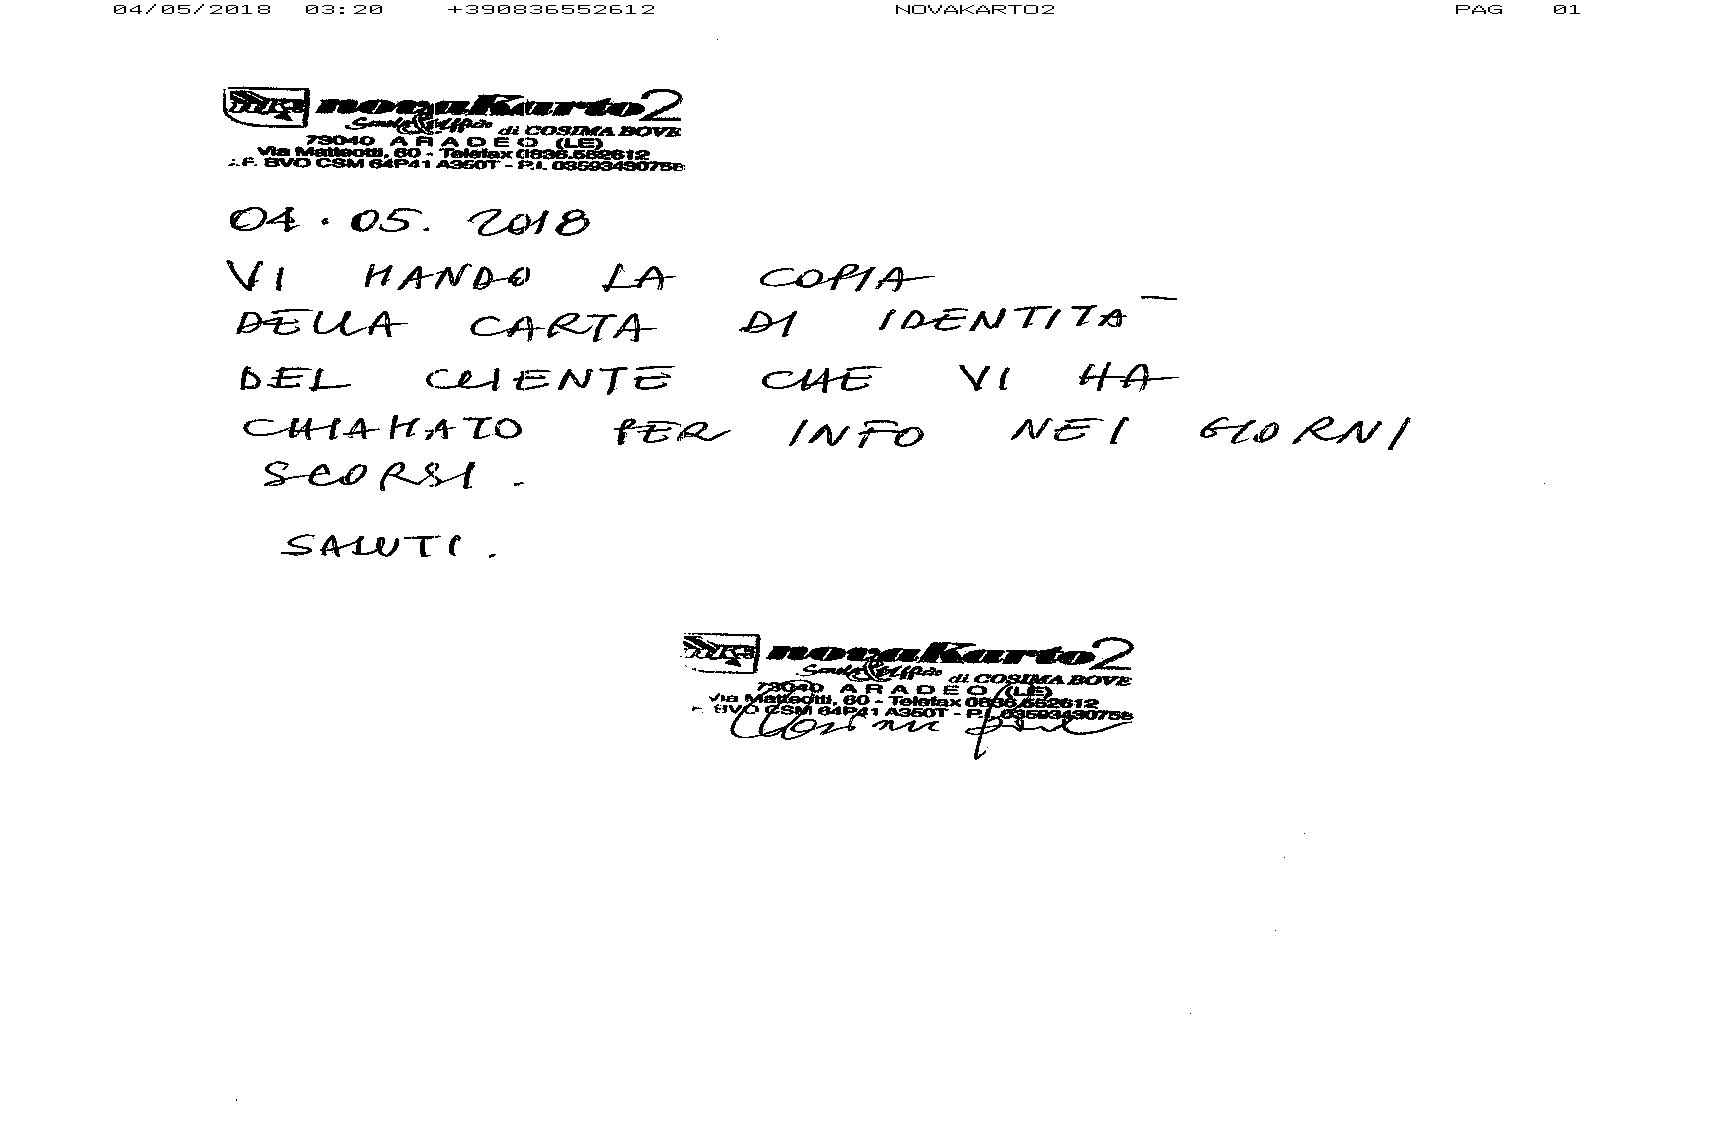 04/05/2018 03:20 +390836552612 NOVAKARTO2 PAG 01
novaKarto2
Scuola & Ufficio di COSIMA BOVE
73040 ARADEO (LE)
Via Matteotti, 60 - Telefax 0836.552612
.F. BVO CSM 64P41 A350T - P.I. 03593430758
04.05.2018
VI MANDO LA COPIA
DELLA CARTA DI IDENTITÀ
DEL CLIENTE CHE VI HA
CHIAMATO PER INFO NEI GIORNI
SCORSI.
SALUTI.
novaKarto2
Scuola & Ufficio di COSIMA BOVE
73040 ARADEO (LE)
Via Matteotti, 60 - Telefax 0836.552612
BVO CSM 64P41 A350T - P.I. 03593430758
Cosima Bove